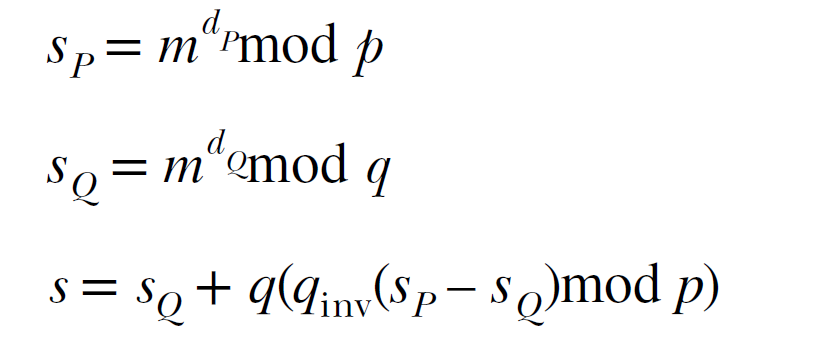 s_P = m^{d_P} mod p
s_Q = m^{d_Q} mod q
s = s_Q + q(q_inv(s_P − s_Q) mod p)